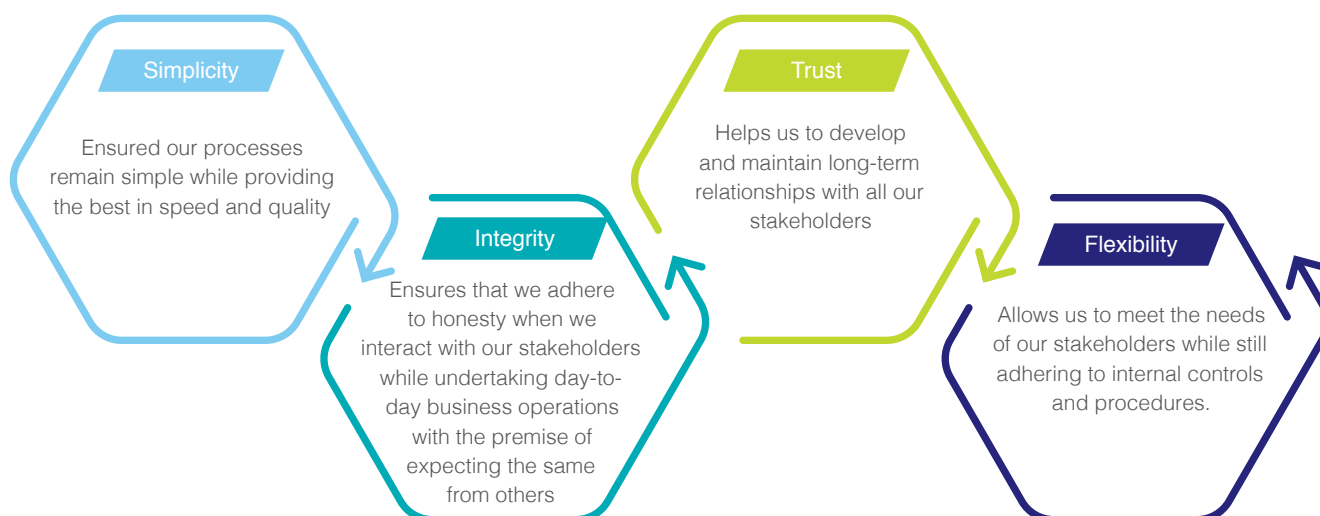 Simplicity
Ensured our processes
remain simple while providing
the best in speed and quality
Integrity
Ensures that we adhere
to honesty when we
interact with our stakeholders
while undertaking day-to-
day business operations
with the premise of
expecting the same
from others
Trust
Helps us to develop
and maintain long-term
relationships with all our
stakeholders
Flexibility
Allows us to meet the needs
of our stakeholders while still
adhering to internal controls
and procedures.